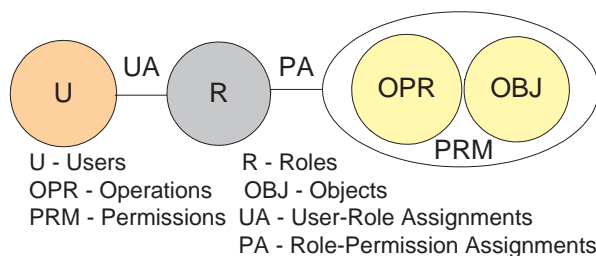 UA PA
U R OPR OBJ
PRM
U - Users R - Roles
OPR - Operations OBJ - Objects
PRM - Permissions UA - User-Role Assignments
PA - Role-Permission Assignments